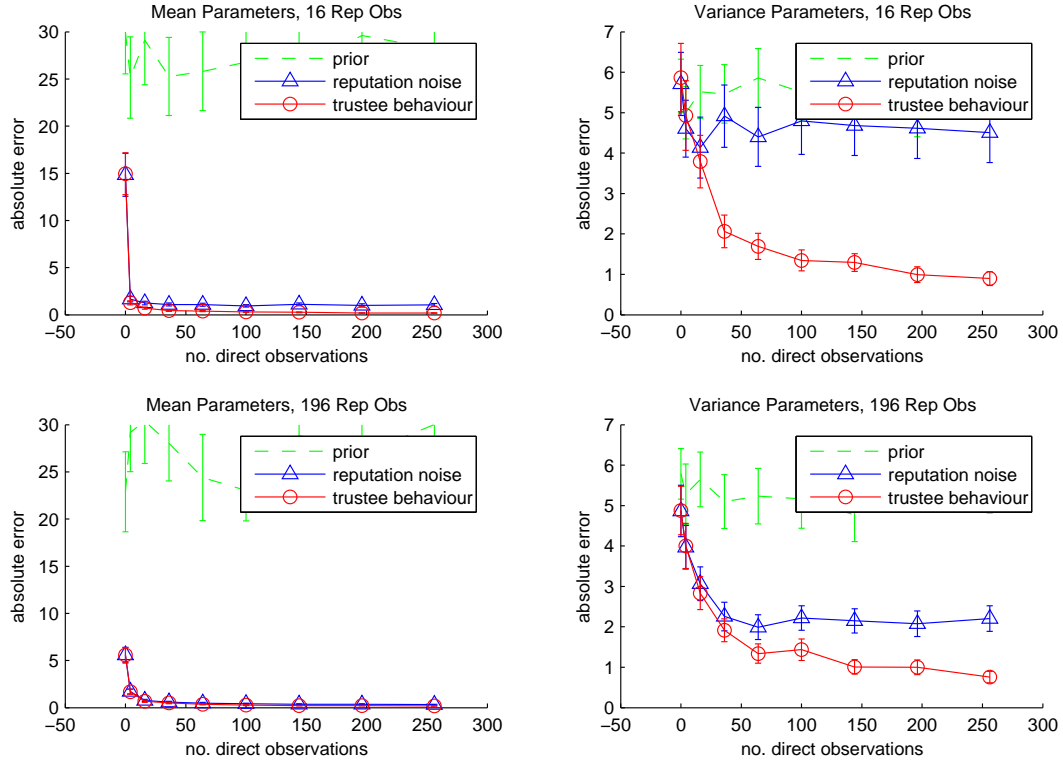 Mean Parameters, 16 Rep Obs
30
25
20
15
10
5
0
absolute error
prior
reputation noise
trustee behaviour
−50 0 50 100 150 200 250 300
no. direct observations
Variance Parameters, 16 Rep Obs
7
6
5
4
3
2
1
0
absolute error
prior
reputation noise
trustee behaviour
−50 0 50 100 150 200 250 300
no. direct observations
Mean Parameters, 196 Rep Obs
30
25
20
15
10
5
0
absolute error
prior
reputation noise
trustee behaviour
−50 0 50 100 150 200 250 300
no. direct observations
Variance Parameters, 196 Rep Obs
7
6
5
4
3
2
1
0
absolute error
prior
reputation noise
trustee behaviour
−50 0 50 100 150 200 250 300
no. direct observations